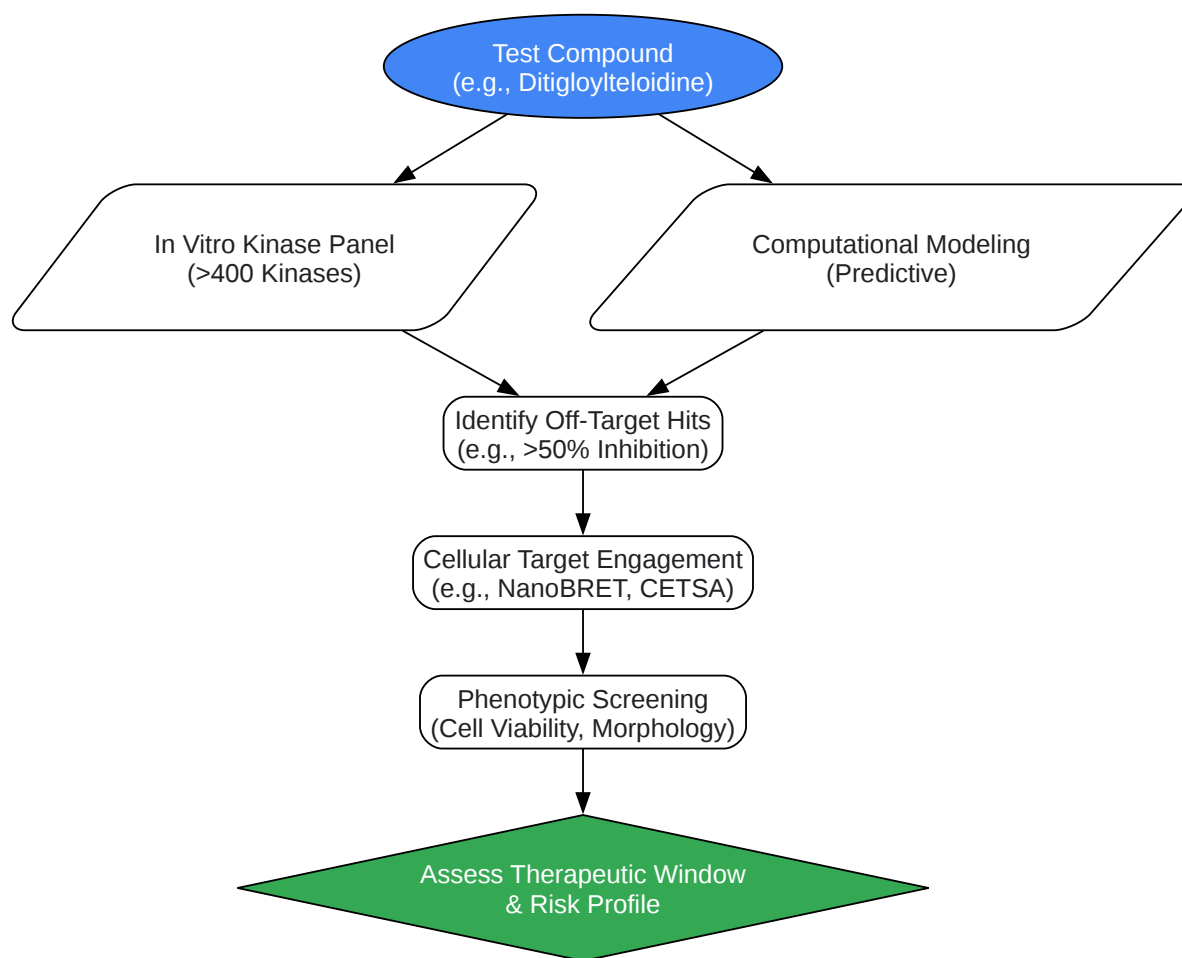 Test Compound
(e.g., Ditigloylteloidine)
In Vitro Kinase Panel
(>400 Kinases)
Computational Modeling
(Predictive)
Identify Off-Target Hits
(e.g., >50% Inhibition)
Cellular Target Engagement
(e.g., NanoBRET, CETSA)
Phenotypic Screening
(Cell Viability, Morphology)
Assess Therapeutic Window
& Risk Profile